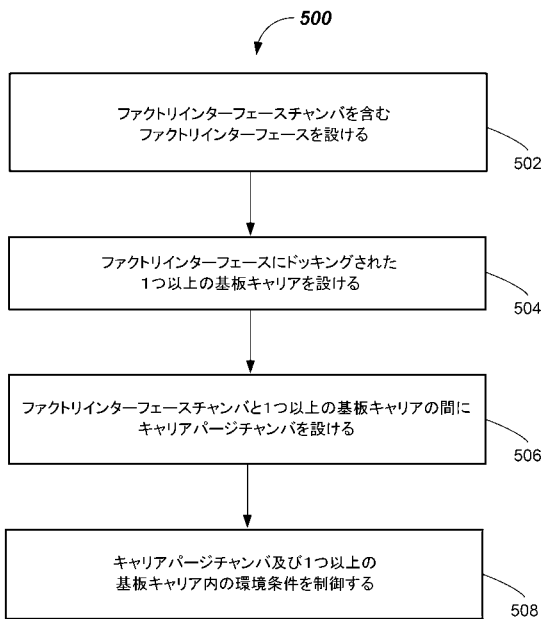 500
ファクトリインターフェースチャンバを含む
ファクトリインターフェースを設ける
502
ファクトリインターフェースにドッキングされた
1つ以上の基板キャリアを設ける
504
ファクトリインターフェースチャンバと1つ以上の基板キャリアの間に
キャリアパージチャンバを設ける
506
キャリアパージチャンバ及び1つ以上の
基板キャリア内の環境条件を制御する
508